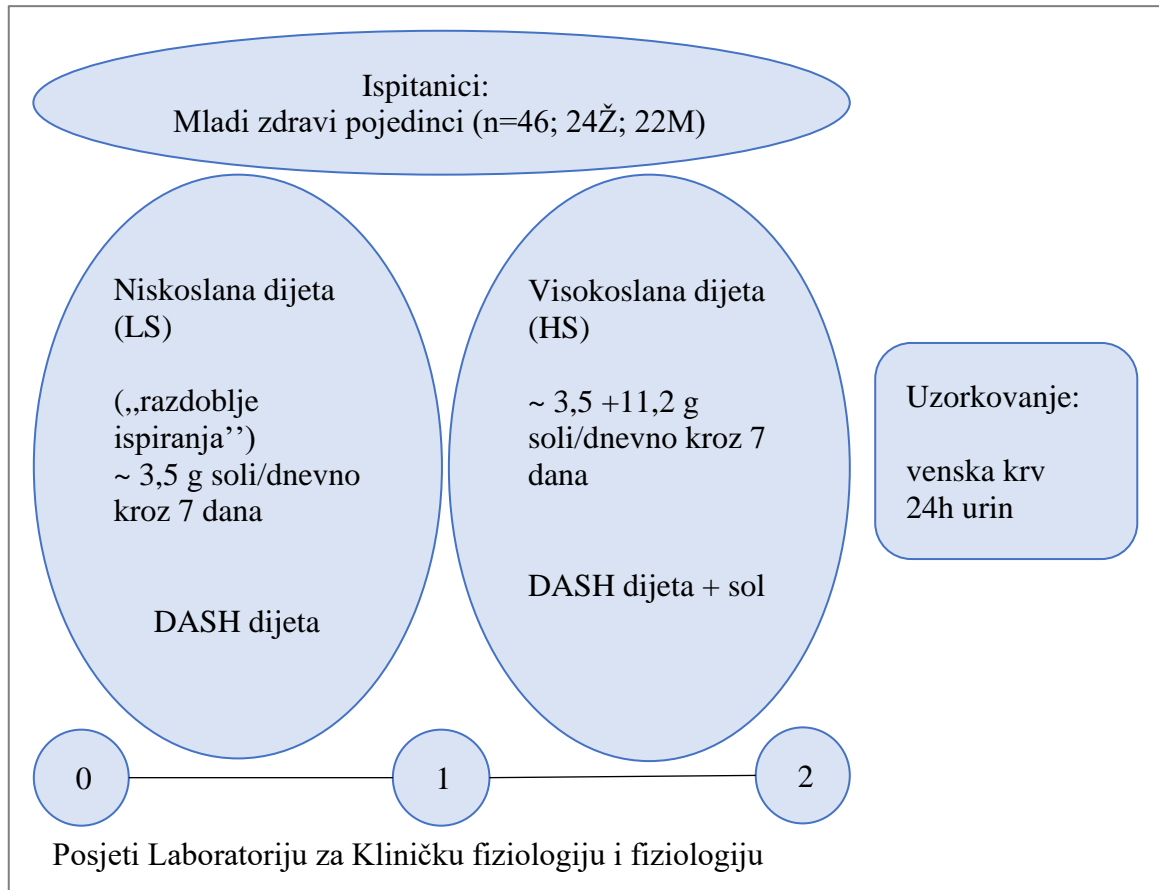 Ispitanici:
Mladi zdravi pojedinci (n=46; 24Ž; 22M)
Niskoslana dijeta
(LS)
(,,razdoblje
ispiranja’’)
~ 3,5 g soli/dnevno
kroz 7 dana
DASH dijeta
Visokoslana dijeta
(HS)
~ 3,5 +11,2 g
soli/dnevno kroz 7
dana
DASH dijeta + sol
Uzorkovanje:
venska krv
24h urin
0
1
2
Posjeti Laboratoriju za Kliničku fiziologiju i fiziologiju